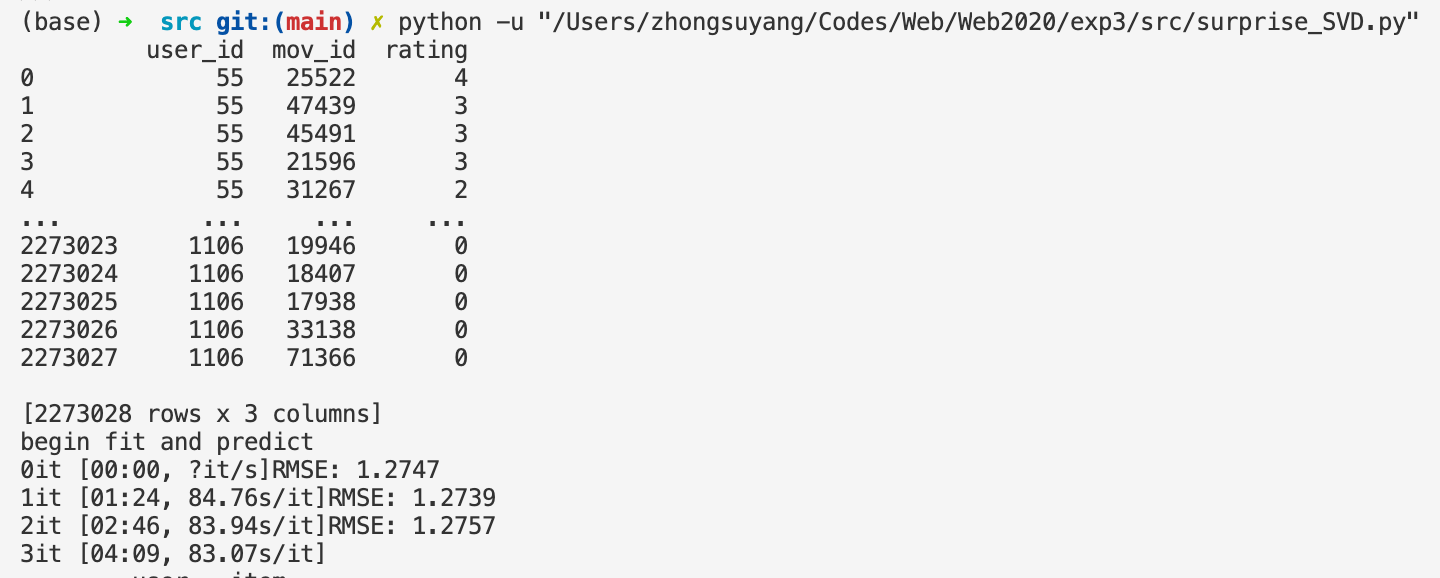 (base) ➜  src git:(main) ✗ python -u "/Users/zhongsuyang/Codes/Web/Web2020/exp3/src/surprise_SVD.py"
         user_id  mov_id  rating
0             55   25522       4
1             55   47439       3
2             55   45491       3
3             55   21596       3
4             55   31267       2
...          ...     ...     ...
2273023     1106   19946       0
2273024     1106   18407       0
2273025     1106   17938       0
2273026     1106   33138       0
2273027     1106   71366       0
[2273028 rows x 3 columns]
begin fit and predict
0it [00:00, ?it/s]RMSE: 1.2747
1it [01:24, 84.76s/it]RMSE: 1.2739
2it [02:46, 83.94s/it]RMSE: 1.2757
3it [04:09, 83.07s/it]